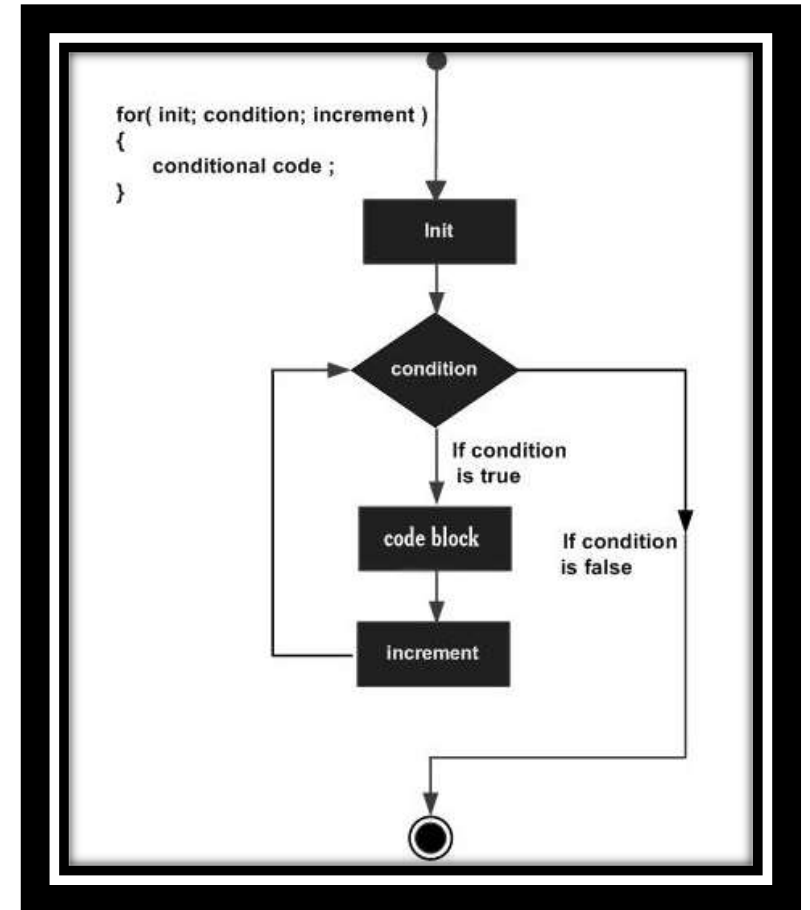 for( init; condition; increment )
{
conditional code ;
}
Init
condition
If condition
is true
code block
If condition
is false
increment